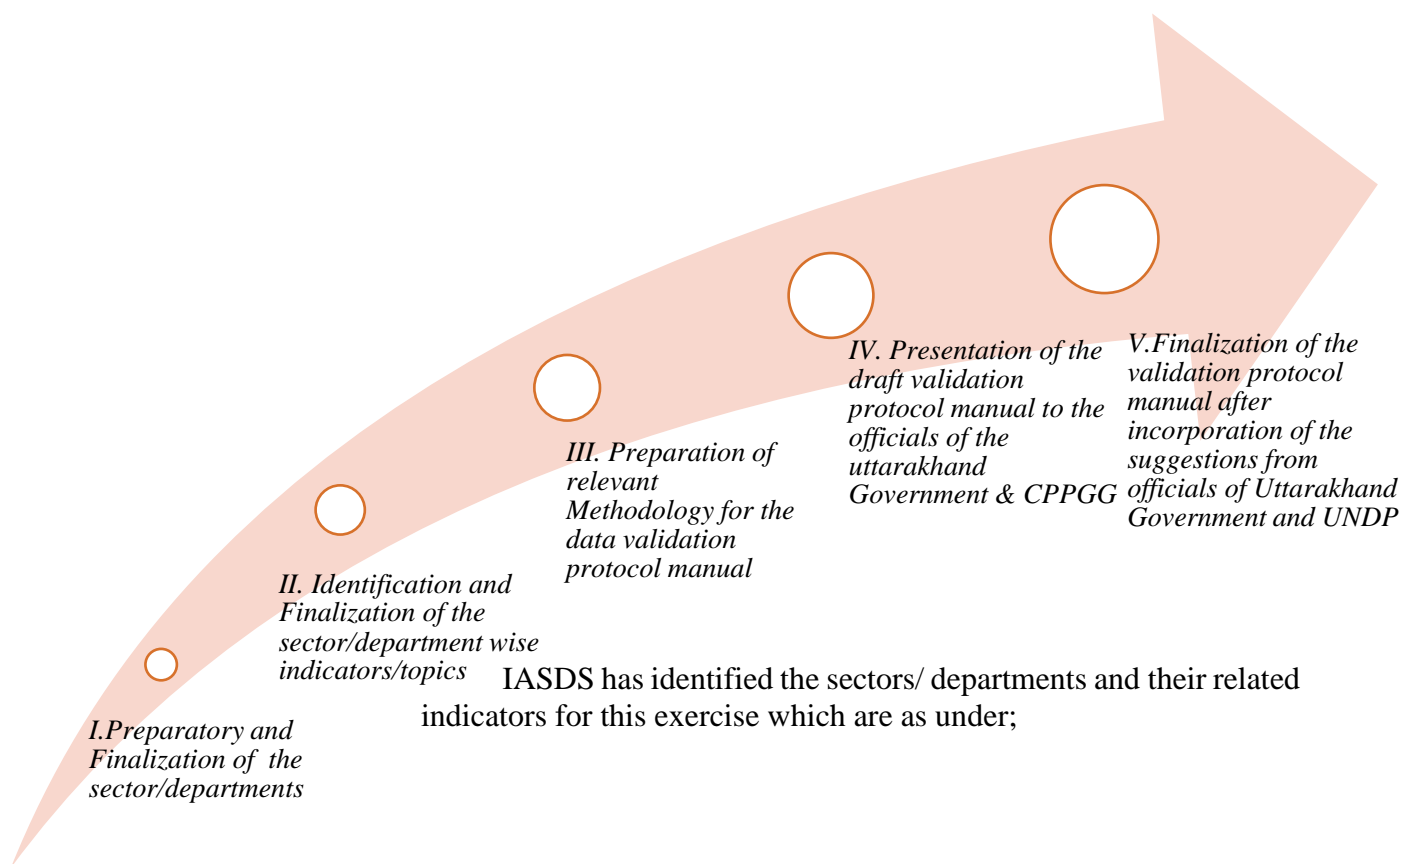 I.Preparatory and
Finalization of the
sector/departments
II. Identification and
Finalization of the
sector/department wise
indicators/topics
III. Preparation of
relevant
Methodology for the
data validation
protocol manual
IV. Presentation of the
draft validation
protocol manual to the
officials of the
uttarakhand
Government & CPPGG
V.Finalization of the
validation protocol
manual after
incorporation of the
suggestions from
officials of Uttarakhand
Government and UNDP
IASDS has identified the sectors/ departments and their related
indicators for this exercise which are as under;